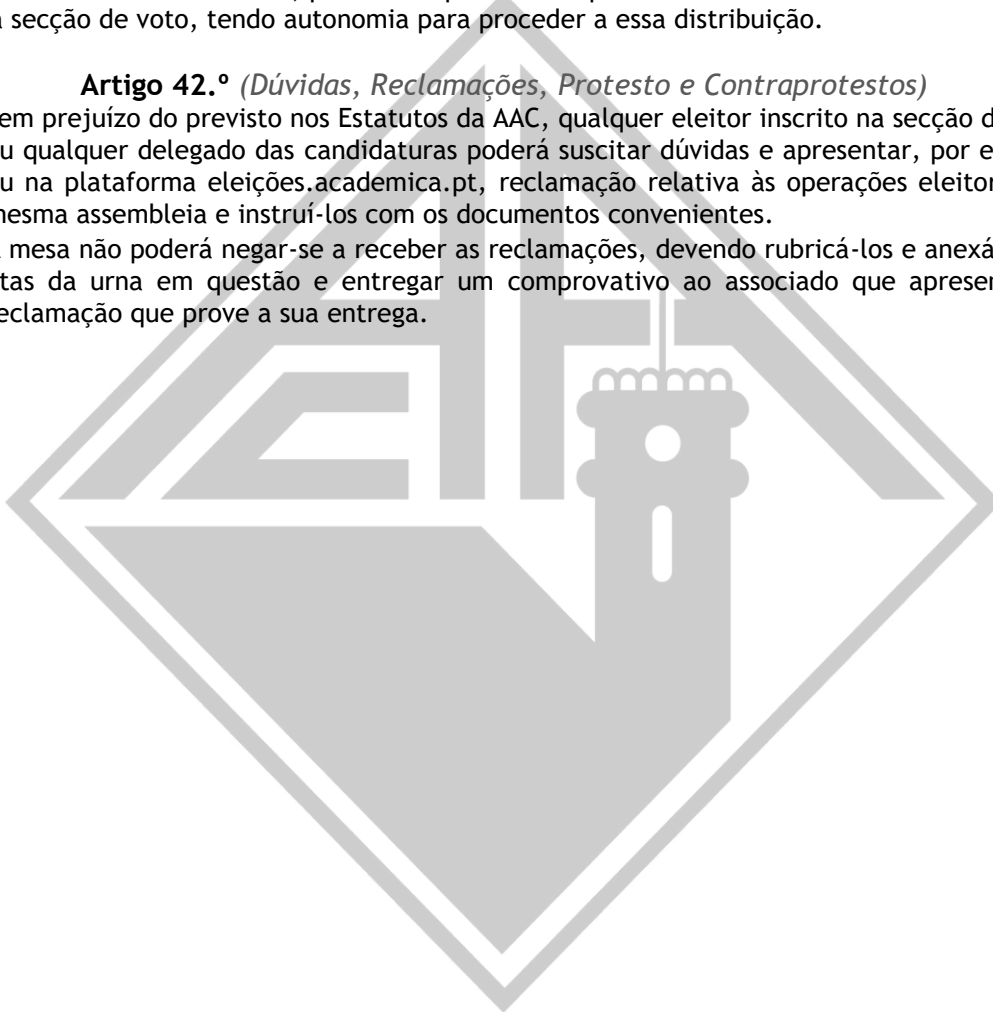 a secção de voto, tendo autonomia para proceder a essa distribuição.
Artigo 42.º (Dúvidas, Reclamações, Protesto e Contraprotestos)
em prejuízo do previsto nos Estatutos da AAC, qualquer eleitor inscrito na secção d
u qualquer delegado das candidaturas poderá suscitar dúvidas e apresentar, por e
u na plataforma eleições.academica.pt, reclamação relativa às operações eleitor
mesma assembleia e instruí-los com os documentos convenientes.
mesa não poderá negar-se a receber as reclamações, devendo rubricá-los e anexá
tas da urna em questão e entregar um comprovativo ao associado que apresen
eclamação que prove a sua entrega.